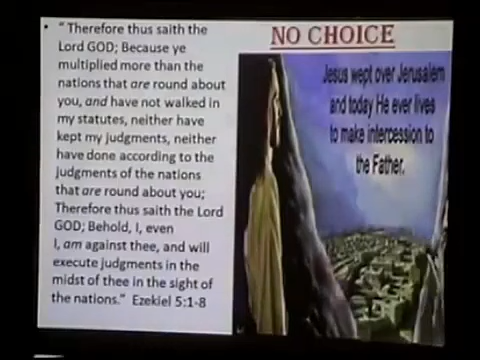 • " Therefore thus saith the
Lord GOD; Because ye
multiplied more than the
nations that are round about
you, and have not walked in
my statutes, neither have
kept my judgments, neither
have done according to the
judgments of the nations
that are round about you;
Therefore thus saith the Lord
GOD; Behold, I, even
I, am against thee, and will
execute judgments in the
midst of thee in the sight of
the nations." Ezekiel 5:1-8
NO CHOICE
Jesus wept over Jerusalem
and today He ever lives
to make intercession to
the Father.